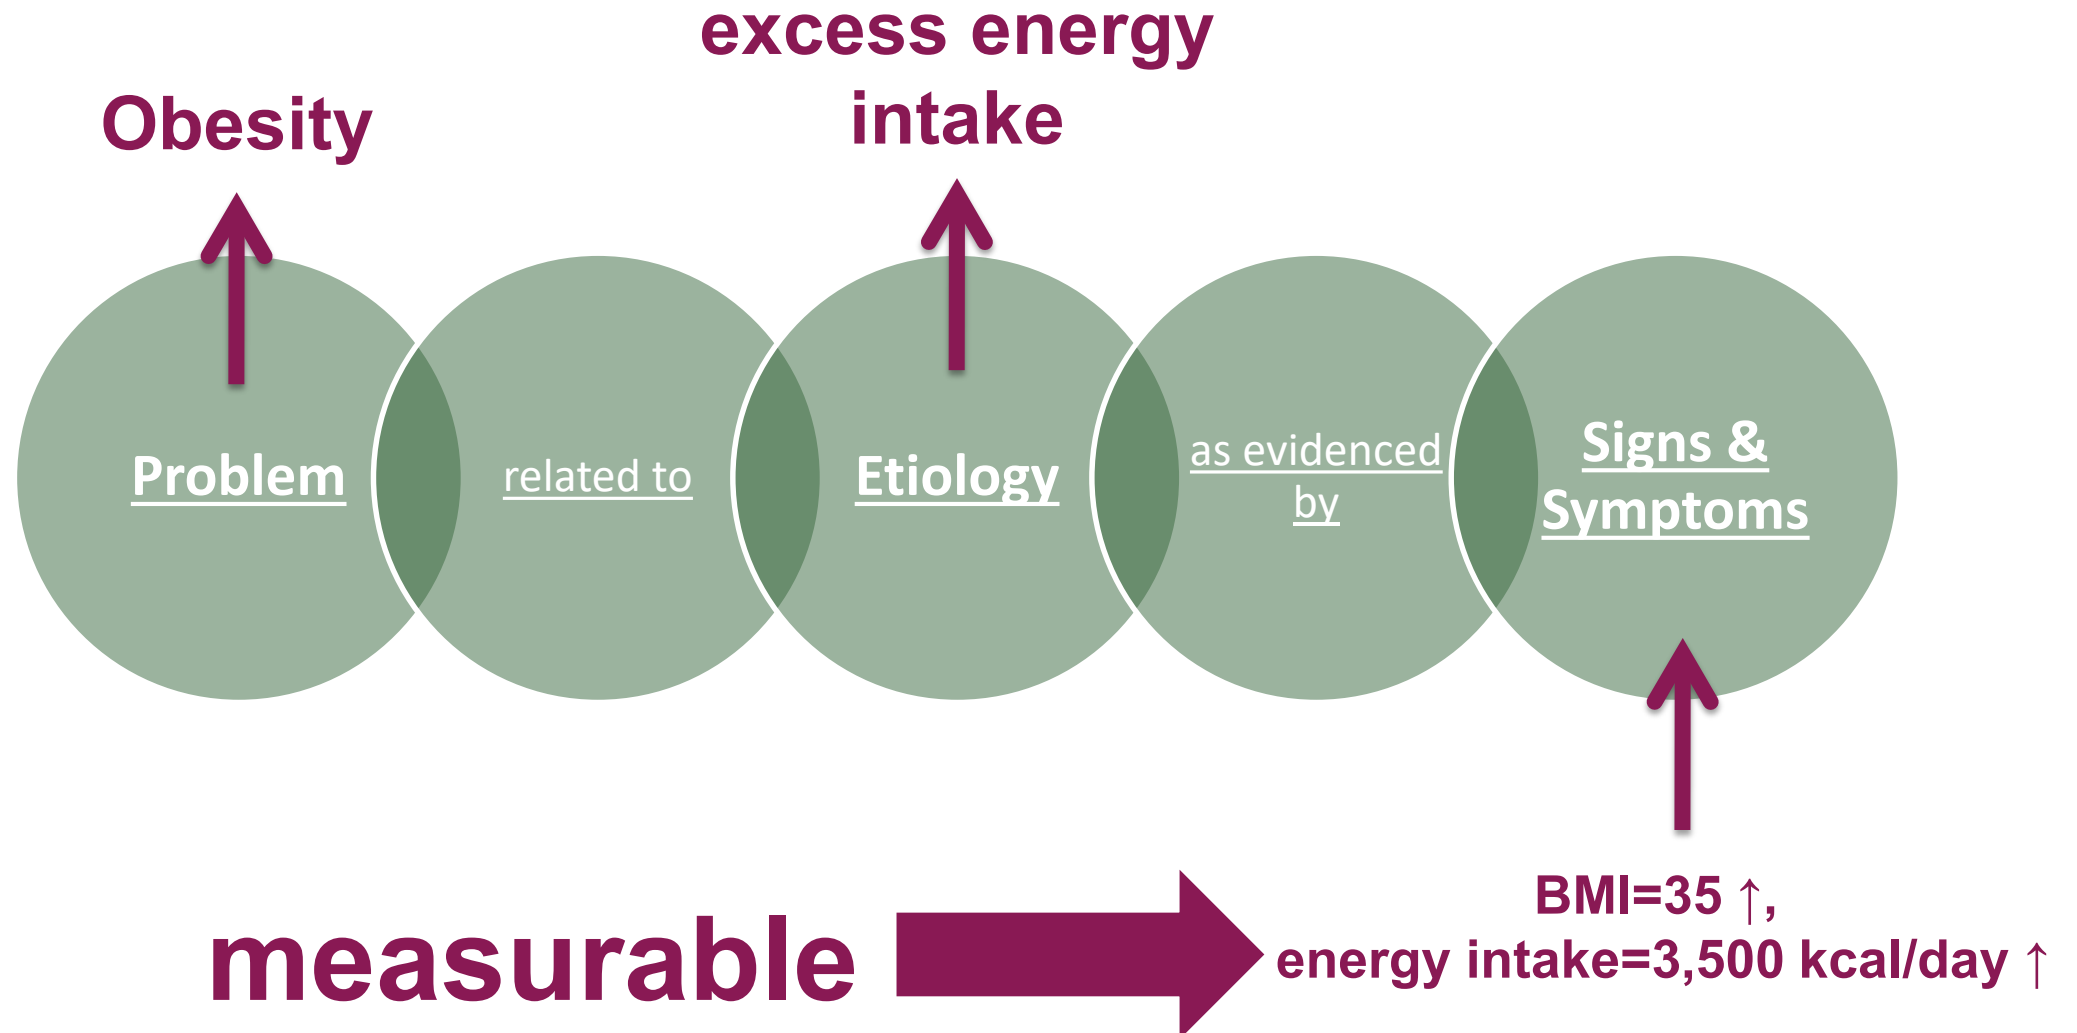 excess energy
intake
Obesity
Problem
related to
Etiology
as evidenced
by
Signs &
Symptoms
measurable
BMI=35 ↑,
energy intake=3,500 kcal/day ↑